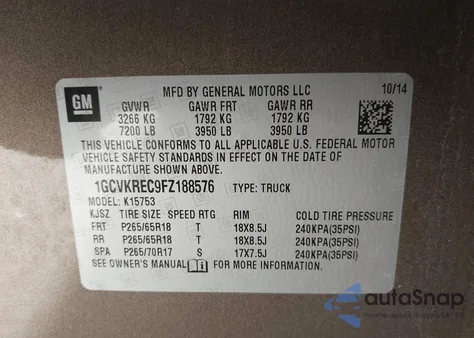 GM
MFD BY GENERAL MOTORS LLC
10/14
GVWR GAWR FRT GAWR RR
3266 KG 1792 KG 1792 KG
7200 LB 3950 LB 3950 LB
THIS VEHICLE CONFORMS TO ALL APPLICABLE U.S. FEDERAL MOTOR
VEHICLE SAFETY STANDARDS IN EFFECT ON THE DATE OF
MANUFACTURE SHOWN ABOVE.
1GCVKREC9FZ188576 TYPE: TRUCK
MODEL: K15753
KJSZ TIRE SIZE SPEED RTG RIM COLD TIRE PRESSURE
FRT P265/65R18 T 18X8.5J 240KPA(35PSI)
RR P265/65R18 T 18X8.5J 240KPA(35PSI)
SPA P265/70R17 S 17X7.5J 240KPA(35PSI)
SEE OWNER'S MANUAL FOR MORE INFORMATION
autoSnap